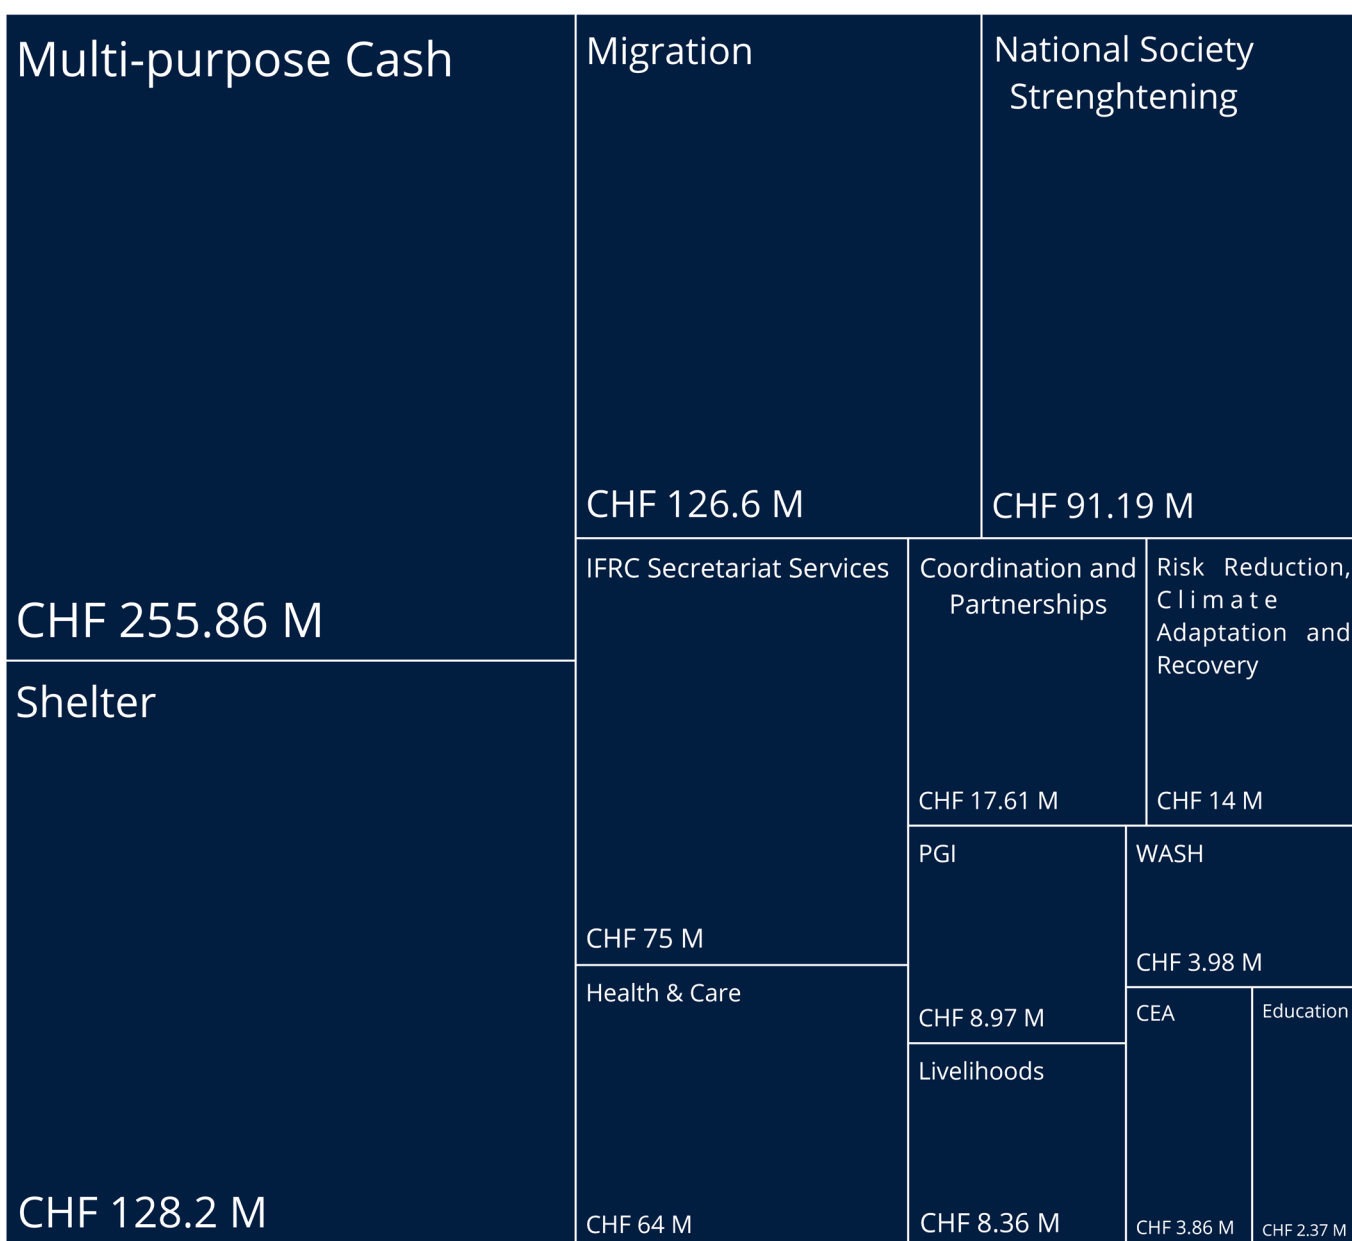 Multi-purpose Cash
CHF 255.86 M
Shelter
CHF 128.2 M
Migration
CHF 126.6 M
National Society
Strenghtening
CHF 91.19 M
IFRC Secretariat Services
CHF 75 M
Health & Care
CHF 64 M
Coordination and
Partnerships
CHF 17.61 M
Risk Reduction,
Climate
Adaptation and
Recovery
CHF 14 M
PGI
CHF 8.97 M
Livelihoods
CHF 8.36 M
WASH
CHF 3.98 M
CEA
CHF 3.86 M
Education
CHF 2.37 M